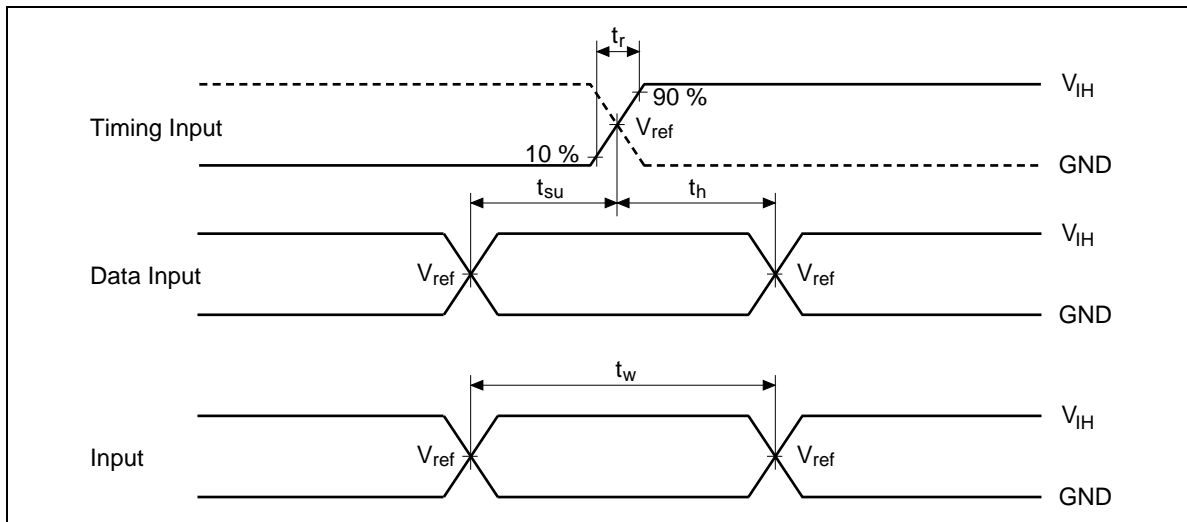 t_r
V_IH
90 %
Timing Input
V_ref
10 %
GND
t_su
t_h
V_IH
Data Input
V_ref
V_ref
GND
t_w
V_IH
Input
V_ref
V_ref
GND